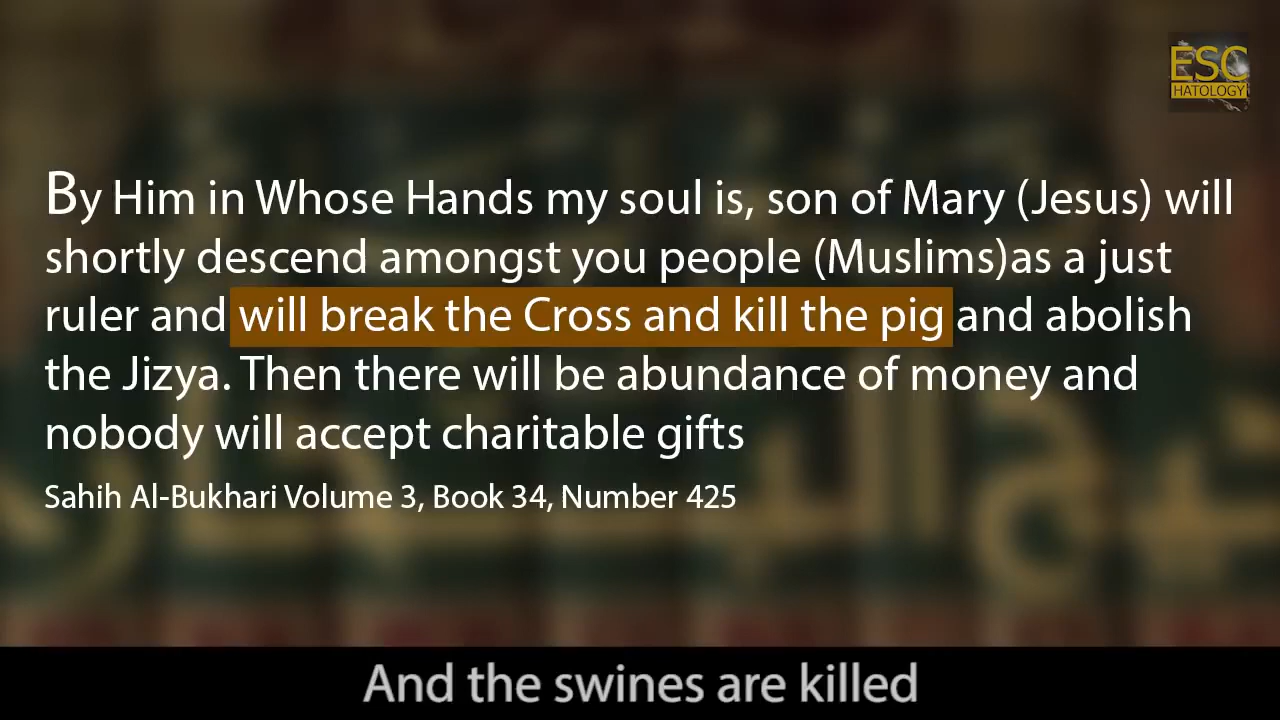 ESC
HATOLOGY
By Him in Whose Hands my soul is, son of Mary (Jesus) will
shortly descend amongst you people (Muslims)as a just
ruler and will break the Cross and kill the pig and abolish
the Jizya. Then there will be abundance of money and
nobody will accept charitable gifts
Sahih Al-Bukhari Volume 3, Book 34, Number 425
And the swines are killed